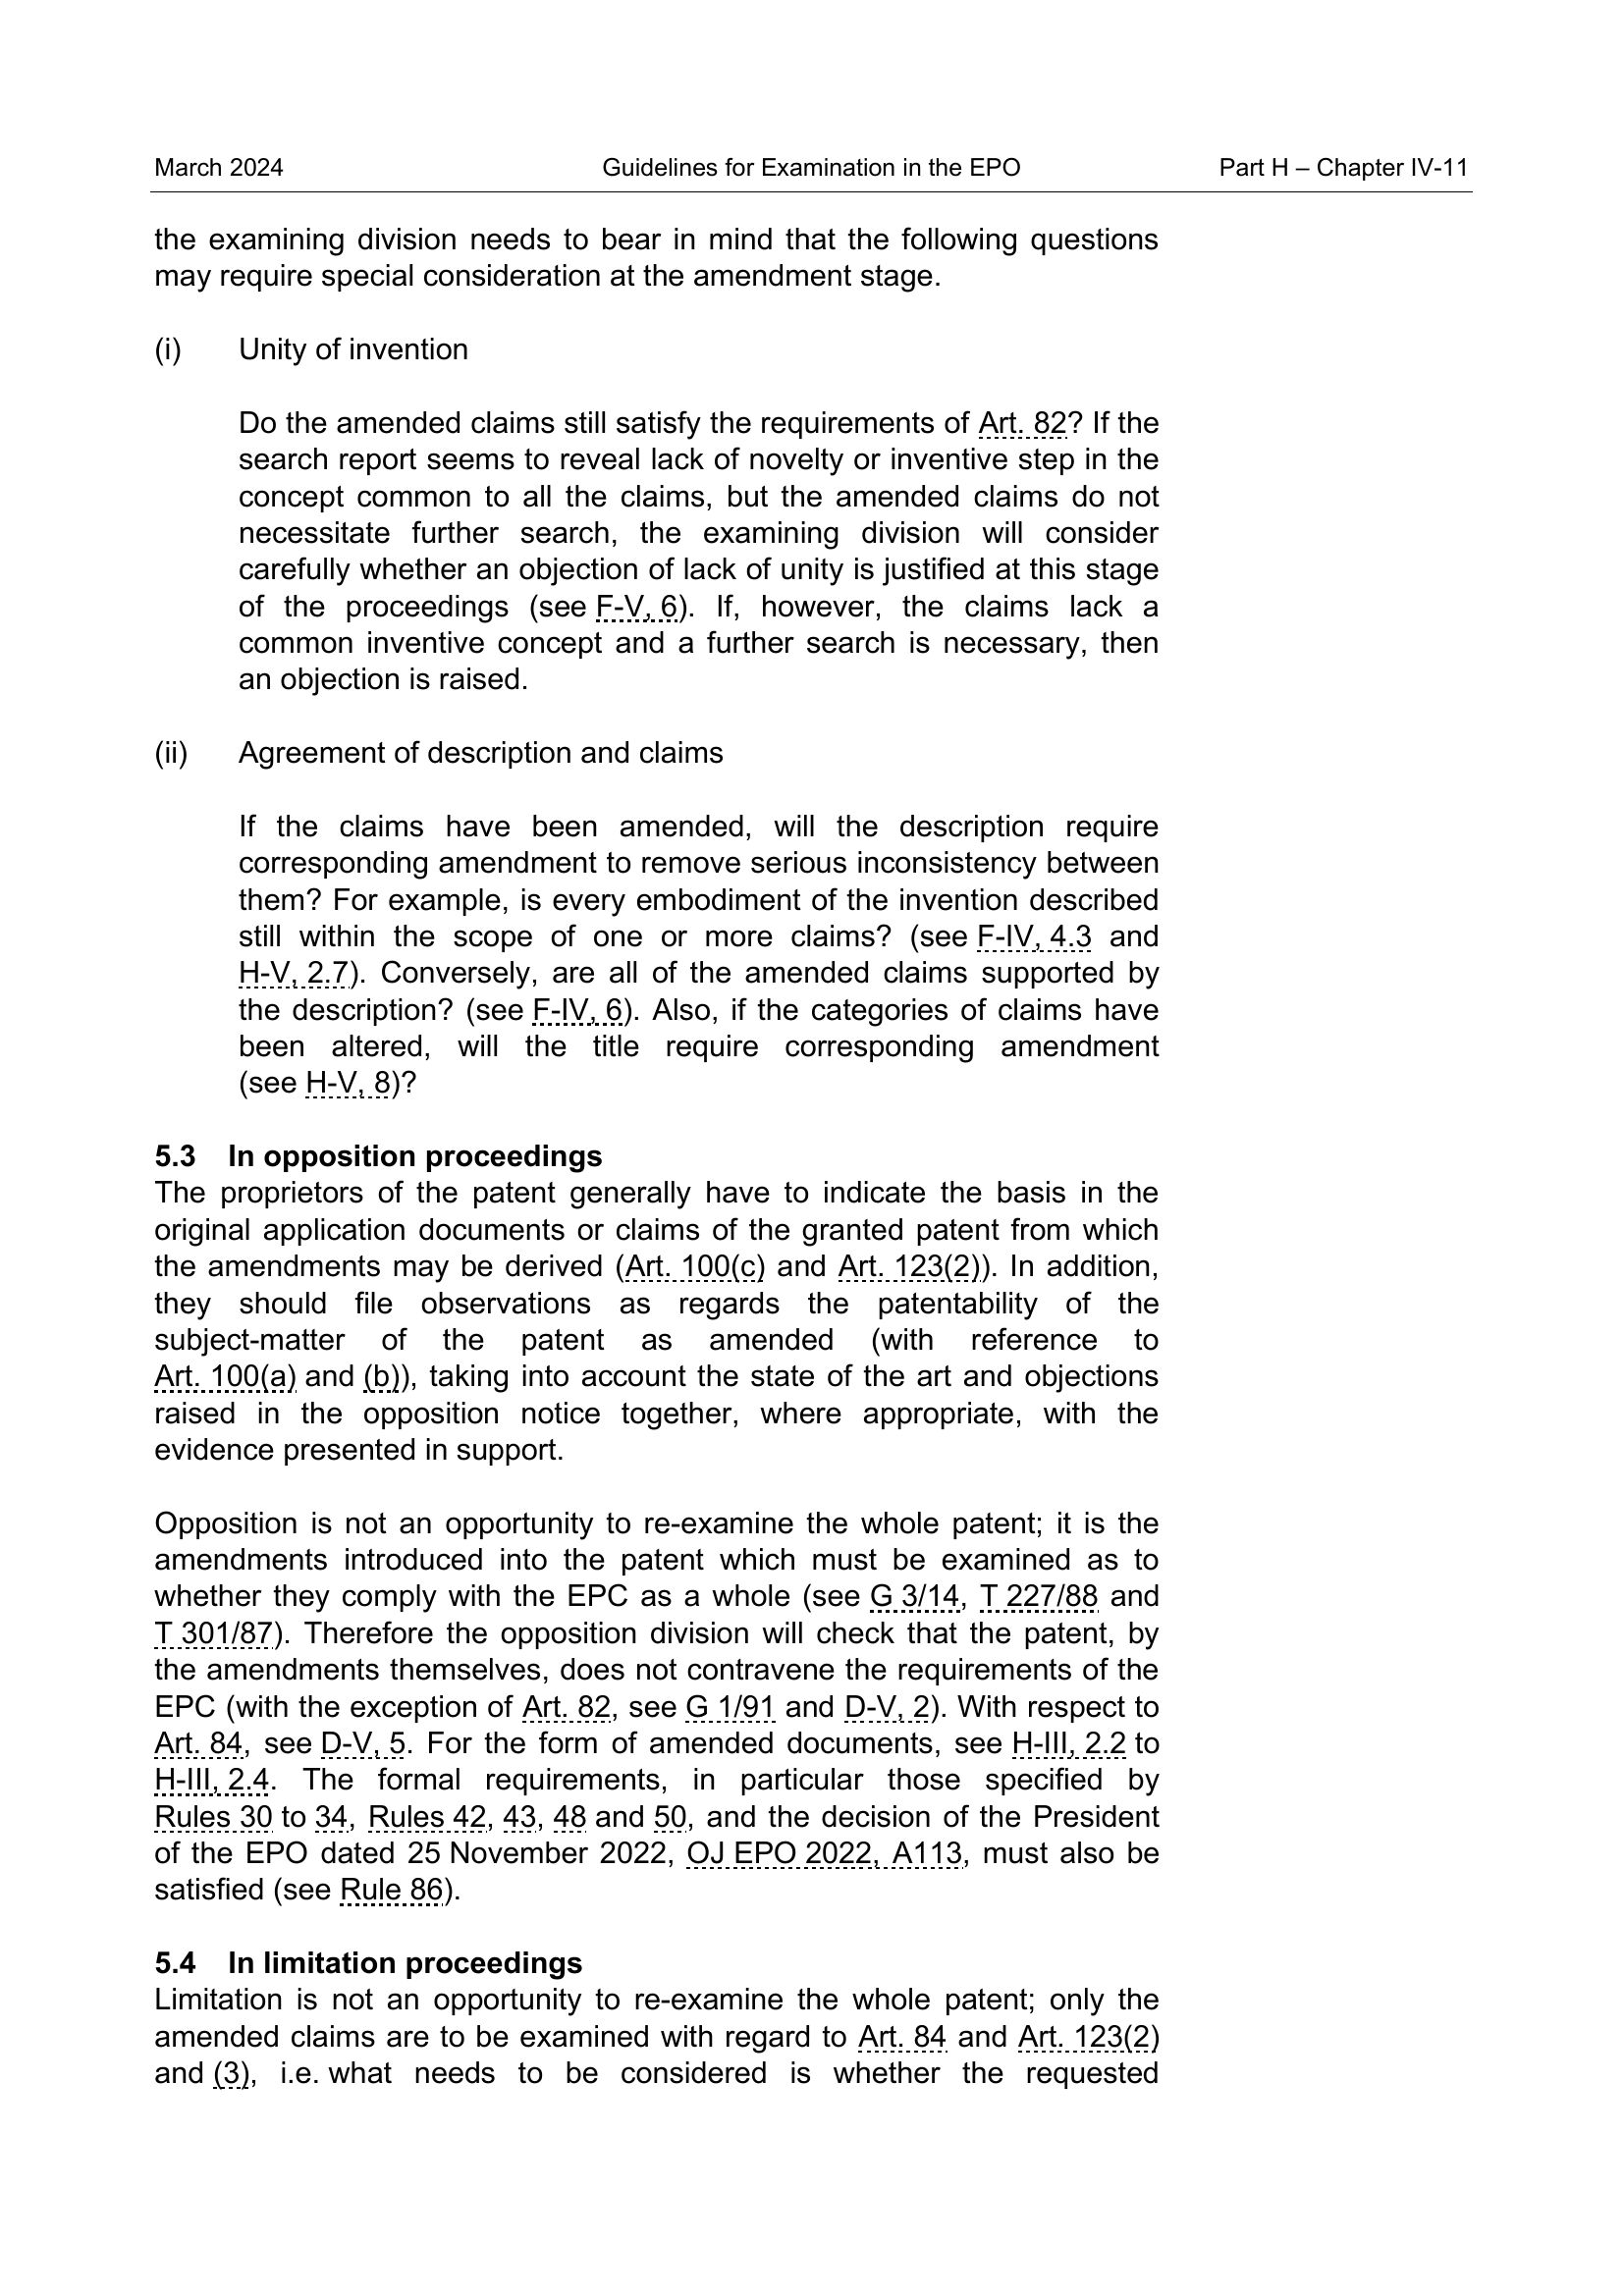 March 2024 Guidelines for Examination in the EPO Part H – Chapter IV-11
the examining division needs to bear in mind that the following questions
may require special consideration at the amendment stage.
(i) Unity of invention
Do the amended claims still satisfy the requirements of Art. 82? If the
search report seems to reveal lack of novelty or inventive step in the
concept common to all the claims, but the amended claims do not
necessitate further search, the examining division will consider
carefully whether an objection of lack of unity is justified at this stage
of the proceedings (see F-V, 6). If, however, the claims lack a
common inventive concept and a further search is necessary, then
an objection is raised.
(ii) Agreement of description and claims
If the claims have been amended, will the description require
corresponding amendment to remove serious inconsistency between
them? For example, is every embodiment of the invention described
still within the scope of one or more claims? (see F-IV, 4.3 and
H-V, 2.7). Conversely, are all of the amended claims supported by
the description? (see F-IV, 6). Also, if the categories of claims have
been altered, will the title require corresponding amendment
(see H-V, 8)?
5.3 In opposition proceedings
The proprietors of the patent generally have to indicate the basis in the
original application documents or claims of the granted patent from which
the amendments may be derived (Art. 100(c) and Art. 123(2)). In addition,
they should file observations as regards the patentability of the
subject-matter of the patent as amended (with reference to
Art. 100(a) and (b)), taking into account the state of the art and objections
raised in the opposition notice together, where appropriate, with the
evidence presented in support.
Opposition is not an opportunity to re-examine the whole patent; it is the
amendments introduced into the patent which must be examined as to
whether they comply with the EPC as a whole (see G 3/14, T 227/88 and
T 301/87). Therefore the opposition division will check that the patent, by
the amendments themselves, does not contravene the requirements of the
EPC (with the exception of Art. 82, see G 1/91 and D-V, 2). With respect to
Art. 84, see D-V, 5. For the form of amended documents, see H-III, 2.2 to
H-III, 2.4. The formal requirements, in particular those specified by
Rules 30 to 34, Rules 42, 43, 48 and 50, and the decision of the President
of the EPO dated 25 November 2022, OJ EPO 2022, A113, must also be
satisfied (see Rule 86).
5.4 In limitation proceedings
Limitation is not an opportunity to re-examine the whole patent; only the
amended claims are to be examined with regard to Art. 84 and Art. 123(2)
and (3), i.e. what needs to be considered is whether the requested